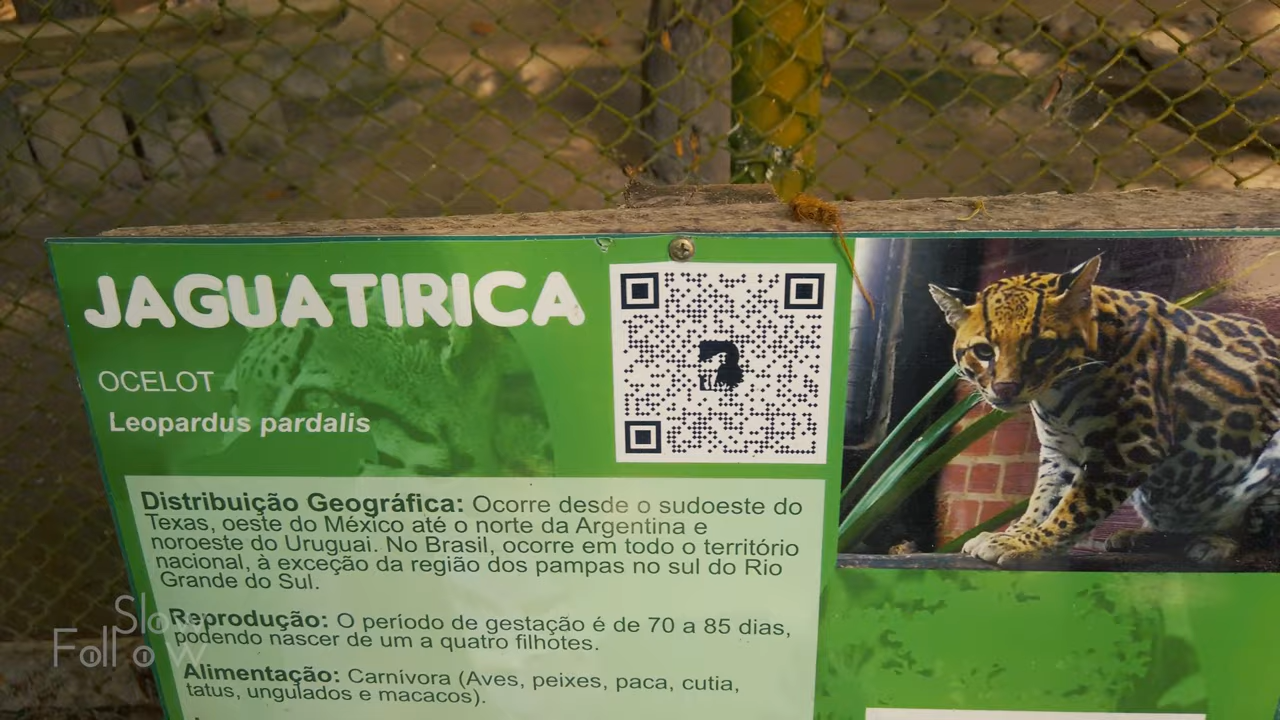 JAGUATIRICA
OCELOT
Leopardus pardalis
Distribuição Geográfica: Ocorre desde o sudoeste do
Texas, oeste do México até o norte da Argentina e
noroeste do Uruguai. No Brasil, ocorre em todo o território
nacional, à exceção da região dos pampas no sul do Rio
Grande do Sul.
Reprodução: O período de gestação é de 70 a 85 dias,
podendo nascer de um a quatro filhotes.
Alimentação: Carnívora (Aves, peixes, paca, cutia,
tatus, ungulados e macacos).
Slow
Follow